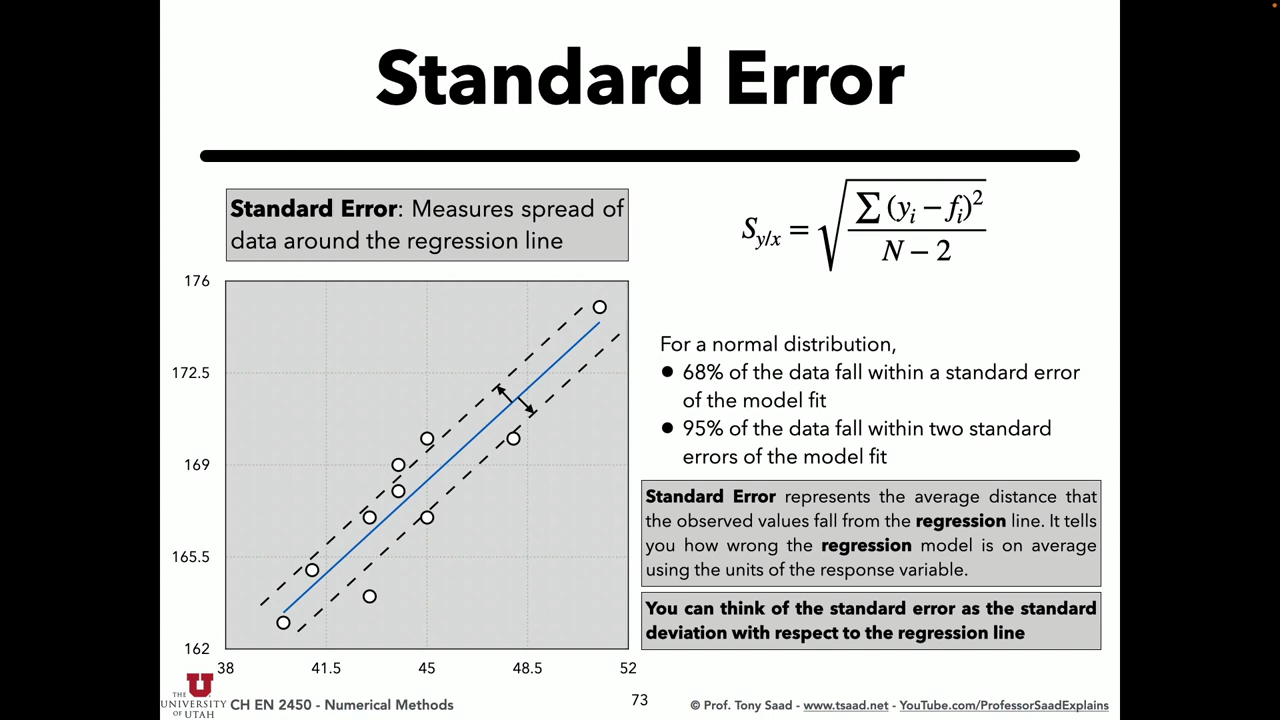 Standard Error
Standard Error: Measures spread of
data around the regression line
S_{y/x} = \sqrt{\frac{\sum (y_i - f_i)^2}{N - 2}}
176
172.5
169
165.5
162
38
41.5
45
48.5
52
For a normal distribution,
● 68% of the data fall within a standard error
of the model fit
● 95% of the data fall within two standard
errors of the model fit
Standard Error represents the average distance that
the observed values fall from the regression line. It tells
you how wrong the regression model is on average
using the units of the response variable.
You can think of the standard error as the standard
deviation with respect to the regression line
U
THE
UNIVERSITY
OF UTAH
CH EN 2450 - Numerical Methods
73
© Prof. Tony Saad - www.tsaad.net - YouTube.com/ProfessorSaadExplains